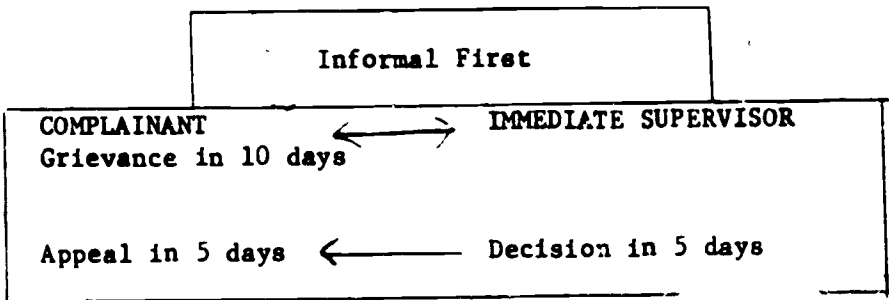 Informal First
COMPLAINANT IMMEDIATE SUPERVISOR
Grievance in 10 days
Appeal in 5 days Decision in 5 days